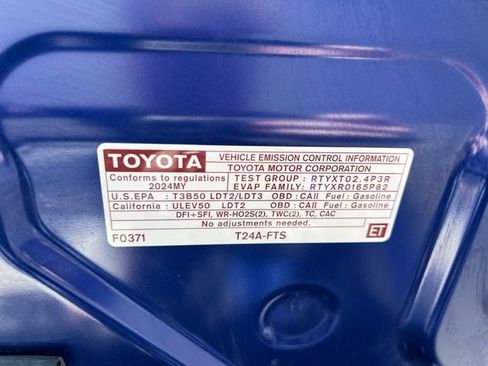 TOYOTA
VEHICLE EMISSION CONTROL INFORMATION
TOYOTA MOTOR CORPORATION
Conforms to regulations
2024MY
TEST GROUP : RTYXT02.4P3R
EVAP FAMILY: RTYXR0165P82
U.S.EPA : T3B50 LDT2/LDT3 OBD : CAII Fuel : Gasoline
California : ULEV50 LDT2 OBD : CAII Fuel : Gasoline
DFI+SFI, WR-HO2S(2), TWC(2), TC, CAC
No adjustments needed.
F0371 T24A-FTS ET